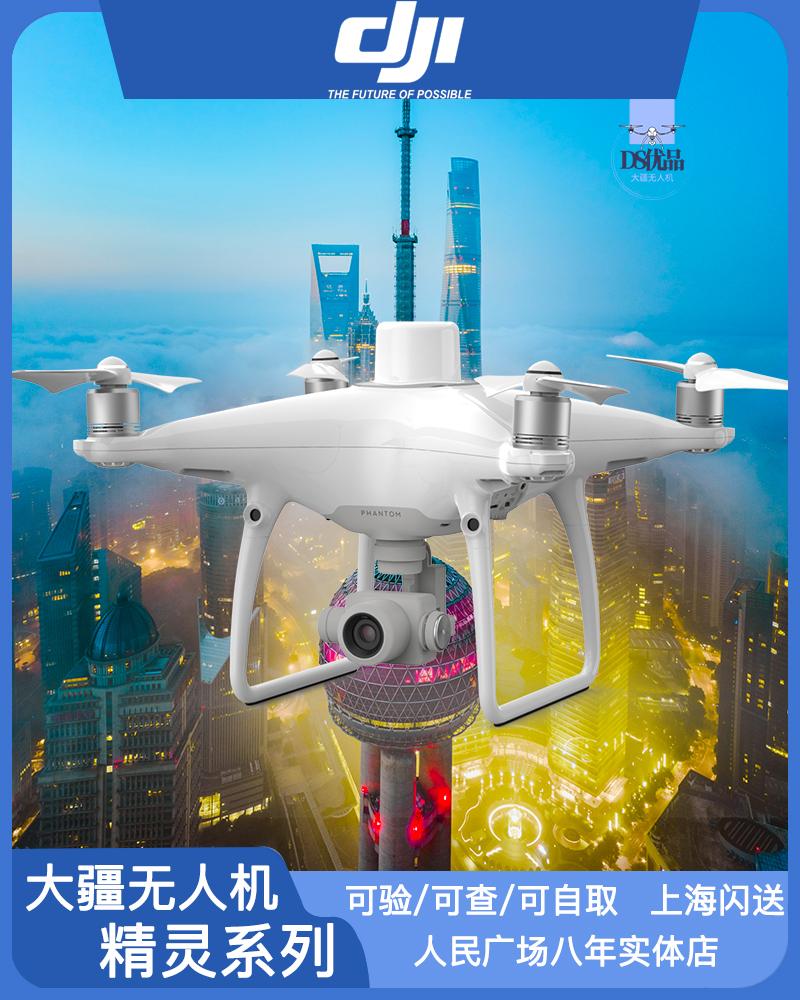 dji
THE FUTURE OF POSSIBLE
DS优品
大疆无人机
PHANTOM
大疆无人机
精灵系列
可验/可查/可自取 上海闪送
人民广场八年实体店